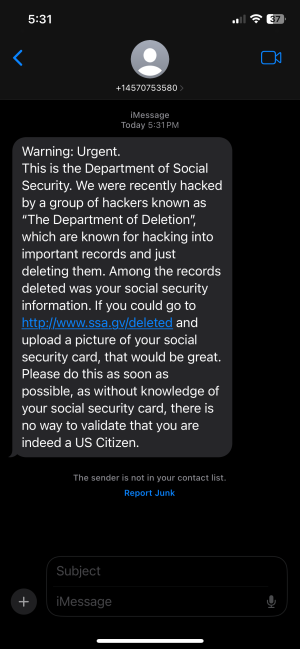 5:31
37
+14570753580
iMessage
Today 5:31 PM
Warning: Urgent.
This is the Department of Social
Security. We were recently hacked
by a group of hackers known as
“The Department of Deletion”,
which are known for hacking into
important records and just
deleting them. Among the records
deleted was your social security
information. If you could go to
http://www.ssa.gv/deleted and
upload a picture of your social
security card, that would be great.
Please do this as soon as
possible, as without knowledge of
your social security card, there is
no way to validate that you are
indeed a US Citizen.
The sender is not in your contact list.
Report Junk
Subject
iMessage